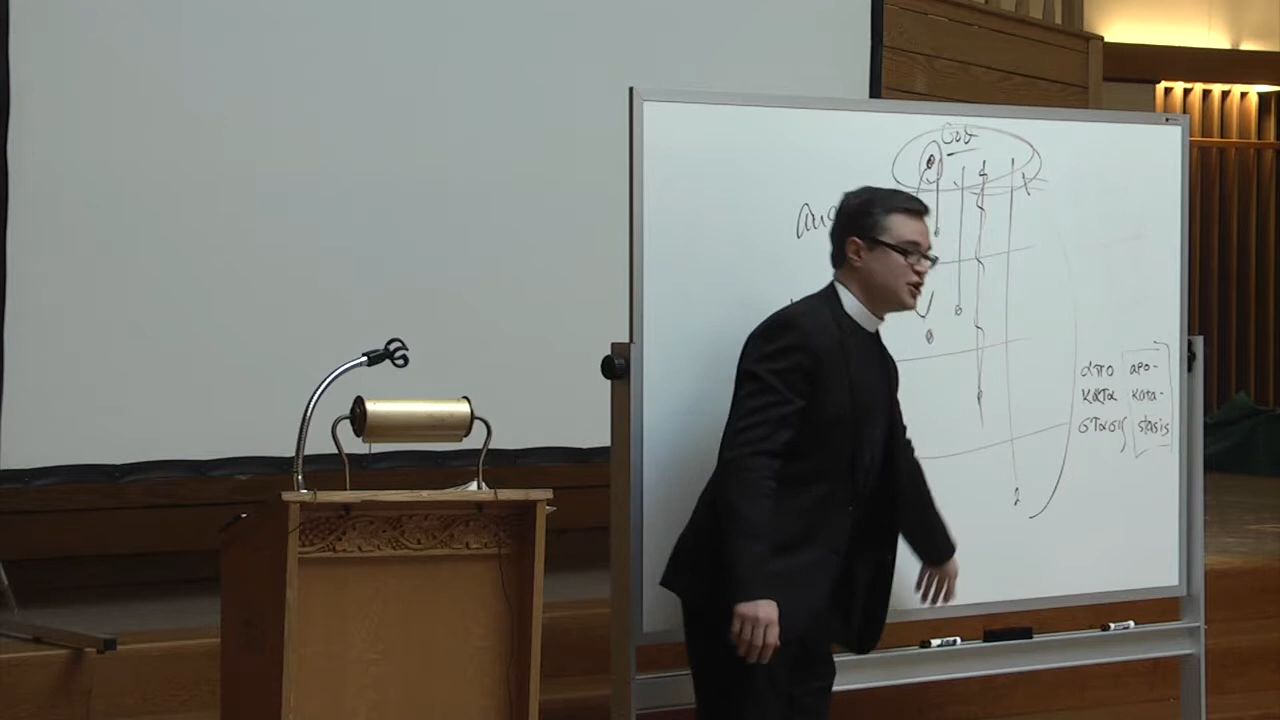 God
απο apo-
κατα kata-
στασις stasis